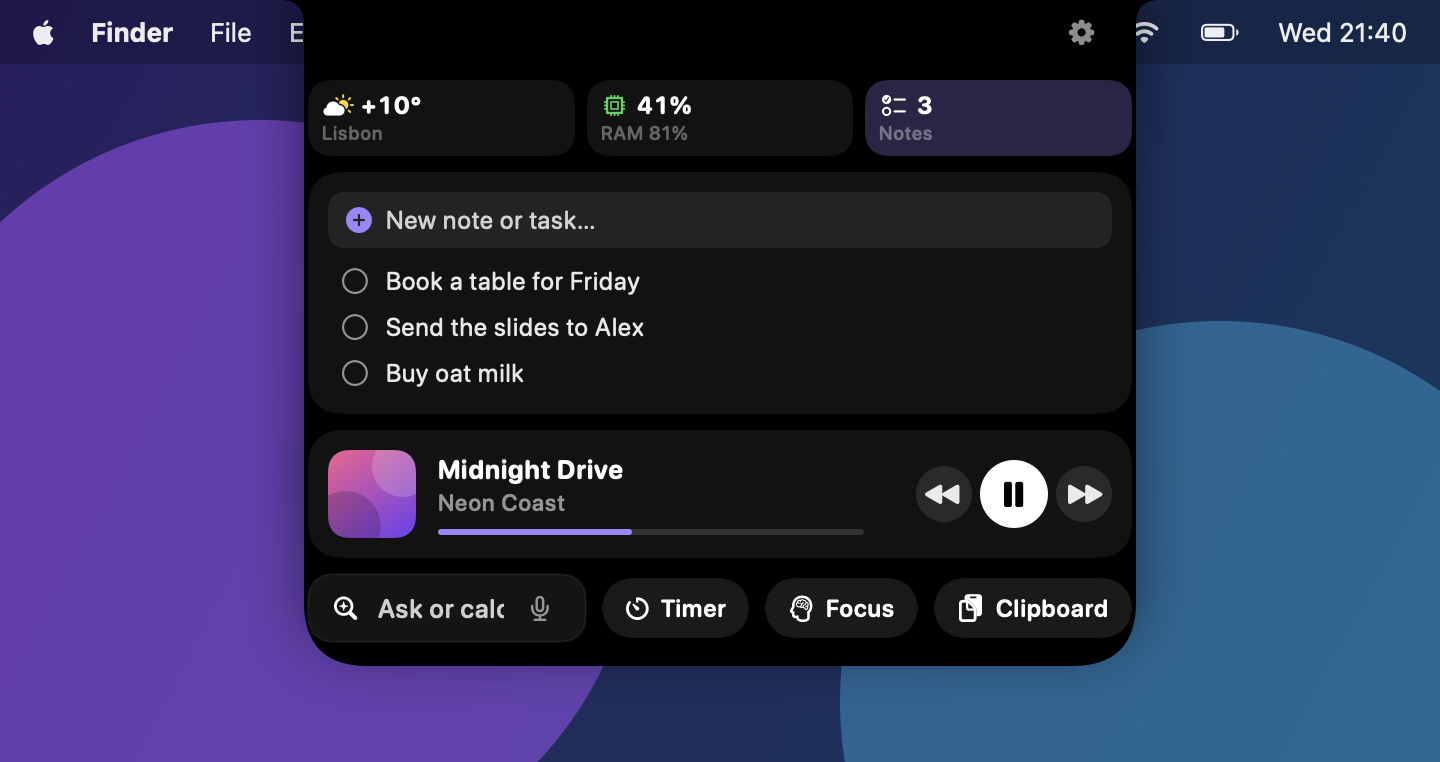 Finder File E
Wed 21:40
+10°
Lisbon
41%
RAM 81%
3
Notes
New note or task...
Book a table for Friday
Send the slides to Alex
Buy oat milk
Midnight Drive
Neon Coast
Ask or calc
Timer
Focus
Clipboard